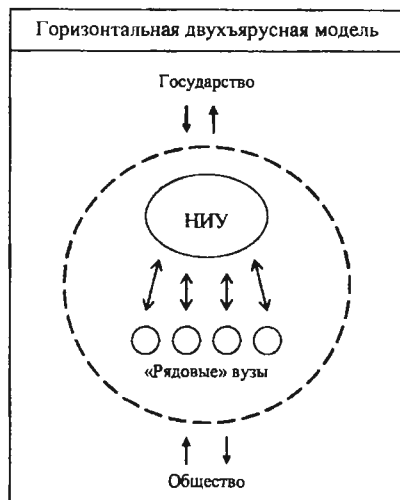 Горизонтальная двухъярусная модель
Государство
НИУ
«Рядовые» вузы
Общество